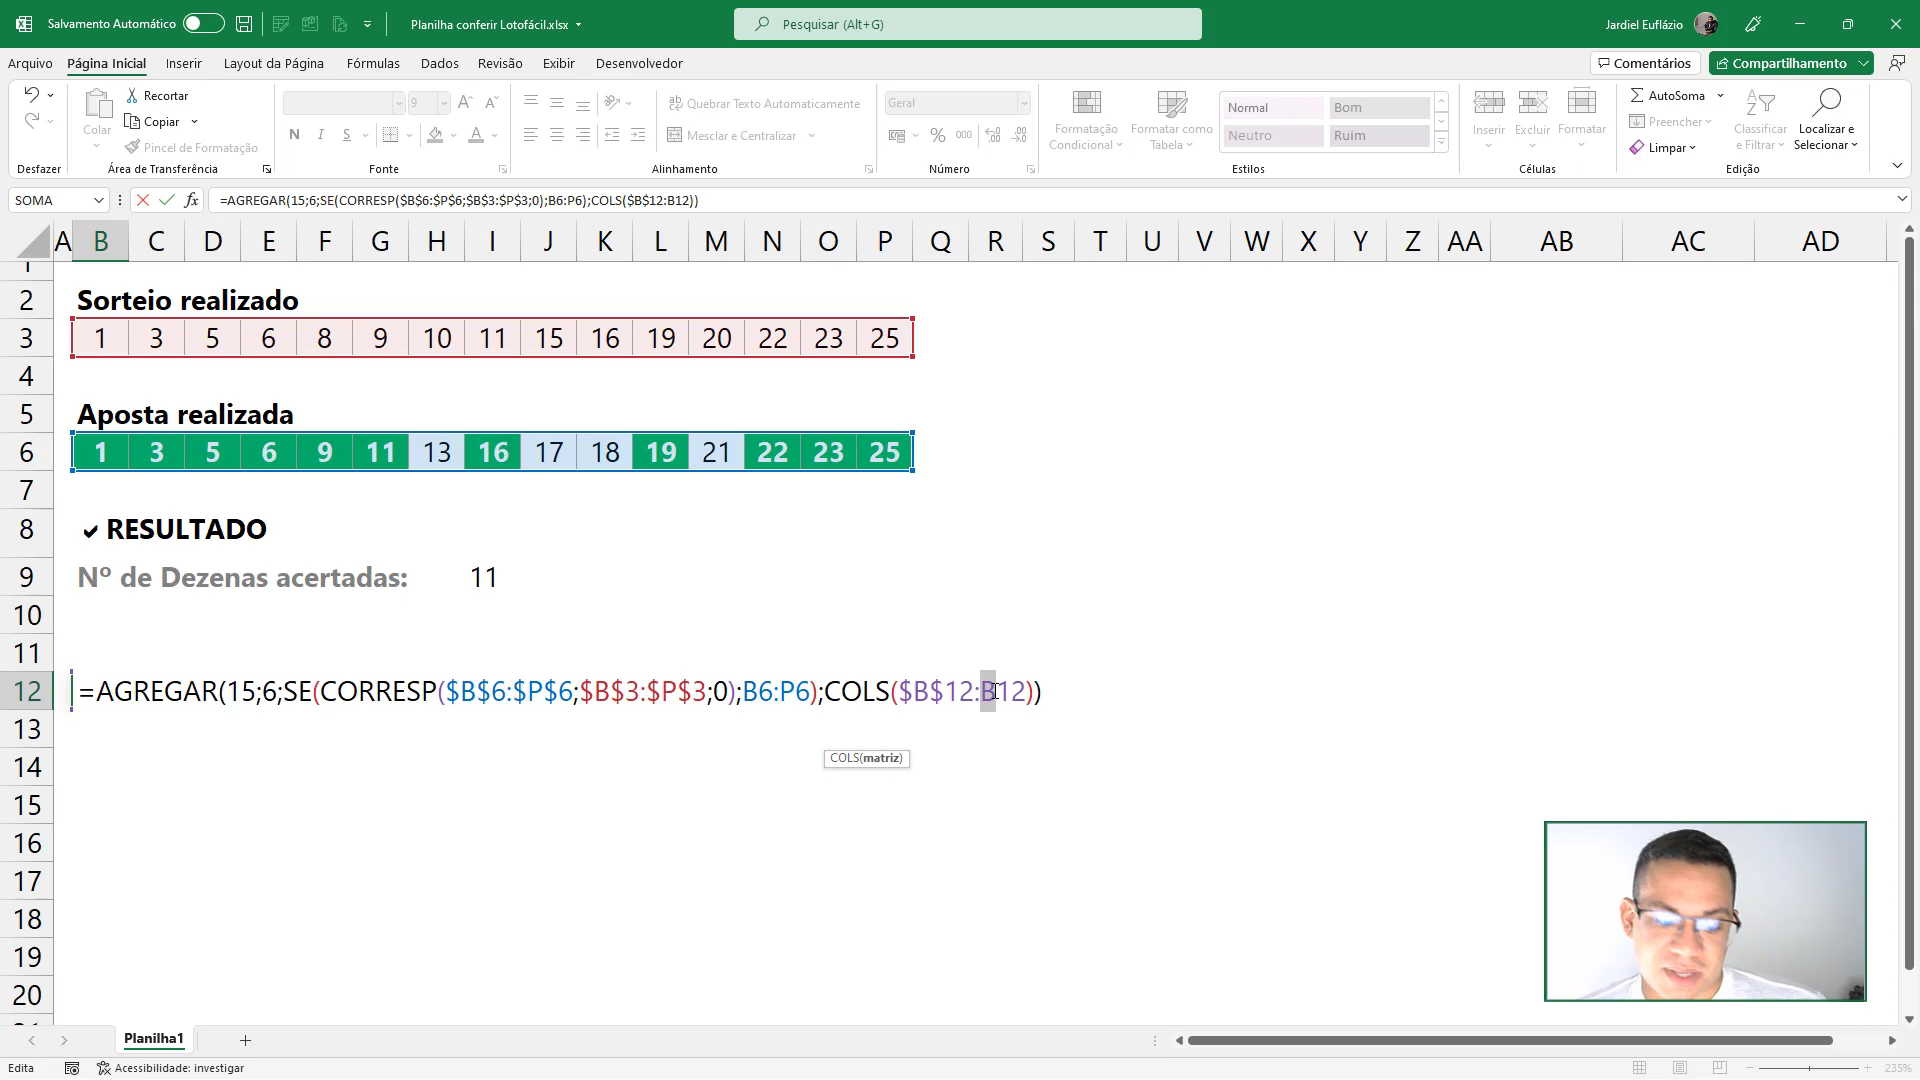 Salvamento Automático
Planilha conferir Lotofácil.xlsx
Pesquisar (Alt+G)
Jardiel Euflázio
Arquivo Página Inicial Inserir Layout da Página Fórmulas Dados Revisão Exibir Desenvolvedor
Comentários Compartilhamento
Desfazer
Colar
Recortar
Copiar
Pincel de Formatação
Área de Transferência
9
N I S
Fonte
Quebrar Texto Automaticamente
Mesclar e Centralizar
Alinhamento
Geral
% 000
Número
Formatação Condicional
Formatar como Tabela
Normal Bom
Neutro Ruim
Estilos
Inserir Excluir Formatar
Células
AutoSoma
Preencher
Limpar
Classificar e Filtrar
Localizar e Selecionar
Edição
SOMA
=AGREGAR(15;6;SE(CORRESP($B$6:$P$6;$B$3:$P$3;0);B6:P6);COLS($B$12:B12))
A B C D E F G H I J K L M N O P Q R S T U V W X Y Z AA AB AC AD
1
2 Sorteio realizado
3 1 3 5 6 8 9 10 11 15 16 19 20 22 23 25
4
5 Aposta realizada
6 1 3 5 6 9 11 13 16 17 18 19 21 22 23 25
7
8 RESULTADO
9 Nº de Dezenas acertadas: 11
10
11
12 =AGREGAR(15;6;SE(CORRESP($B$6:$P$6;$B$3:$P$3;0);B6:P6);COLS($B$12:B12))
13
COLS(matriz)
14
15
16
17
18
19
20
Planilha1
Edita
Acessibilidade: investigar
235%